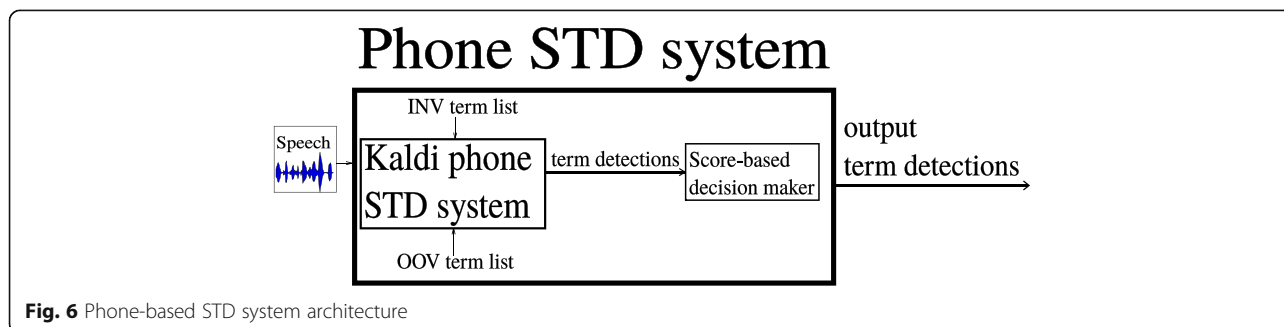 Phone STD system
INV term list
Speech
Kaldi phone
STD system
term detections
Score-based
decision maker
OOV term list
output
term detections
Fig. 6 Phone-based STD system architecture